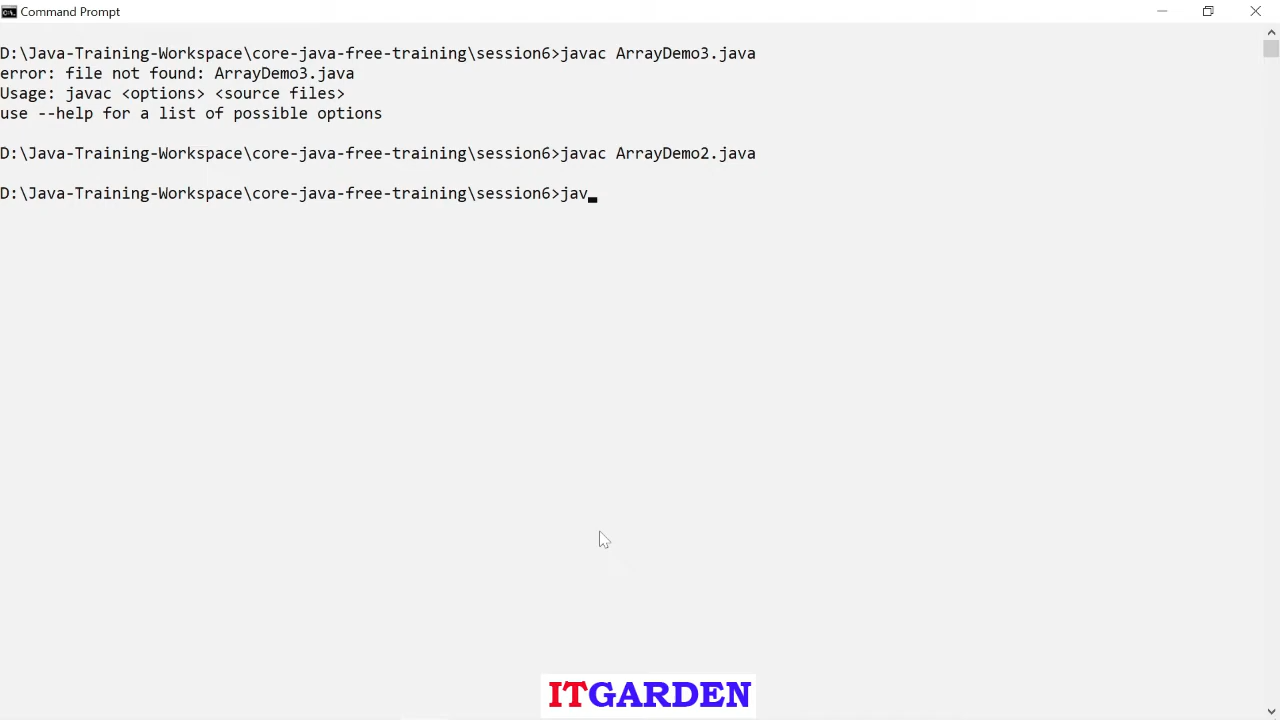 Command Prompt
D:\Java-Training-Workspace\core-java-free-training\session6>javac ArrayDemo3.java
error: file not found: ArrayDemo3.java
Usage: javac <options> <source files>
use --help for a list of possible options
D:\Java-Training-Workspace\core-java-free-training\session6>javac ArrayDemo2.java
D:\Java-Training-Workspace\core-java-free-training\session6>jav
ITGARDEN